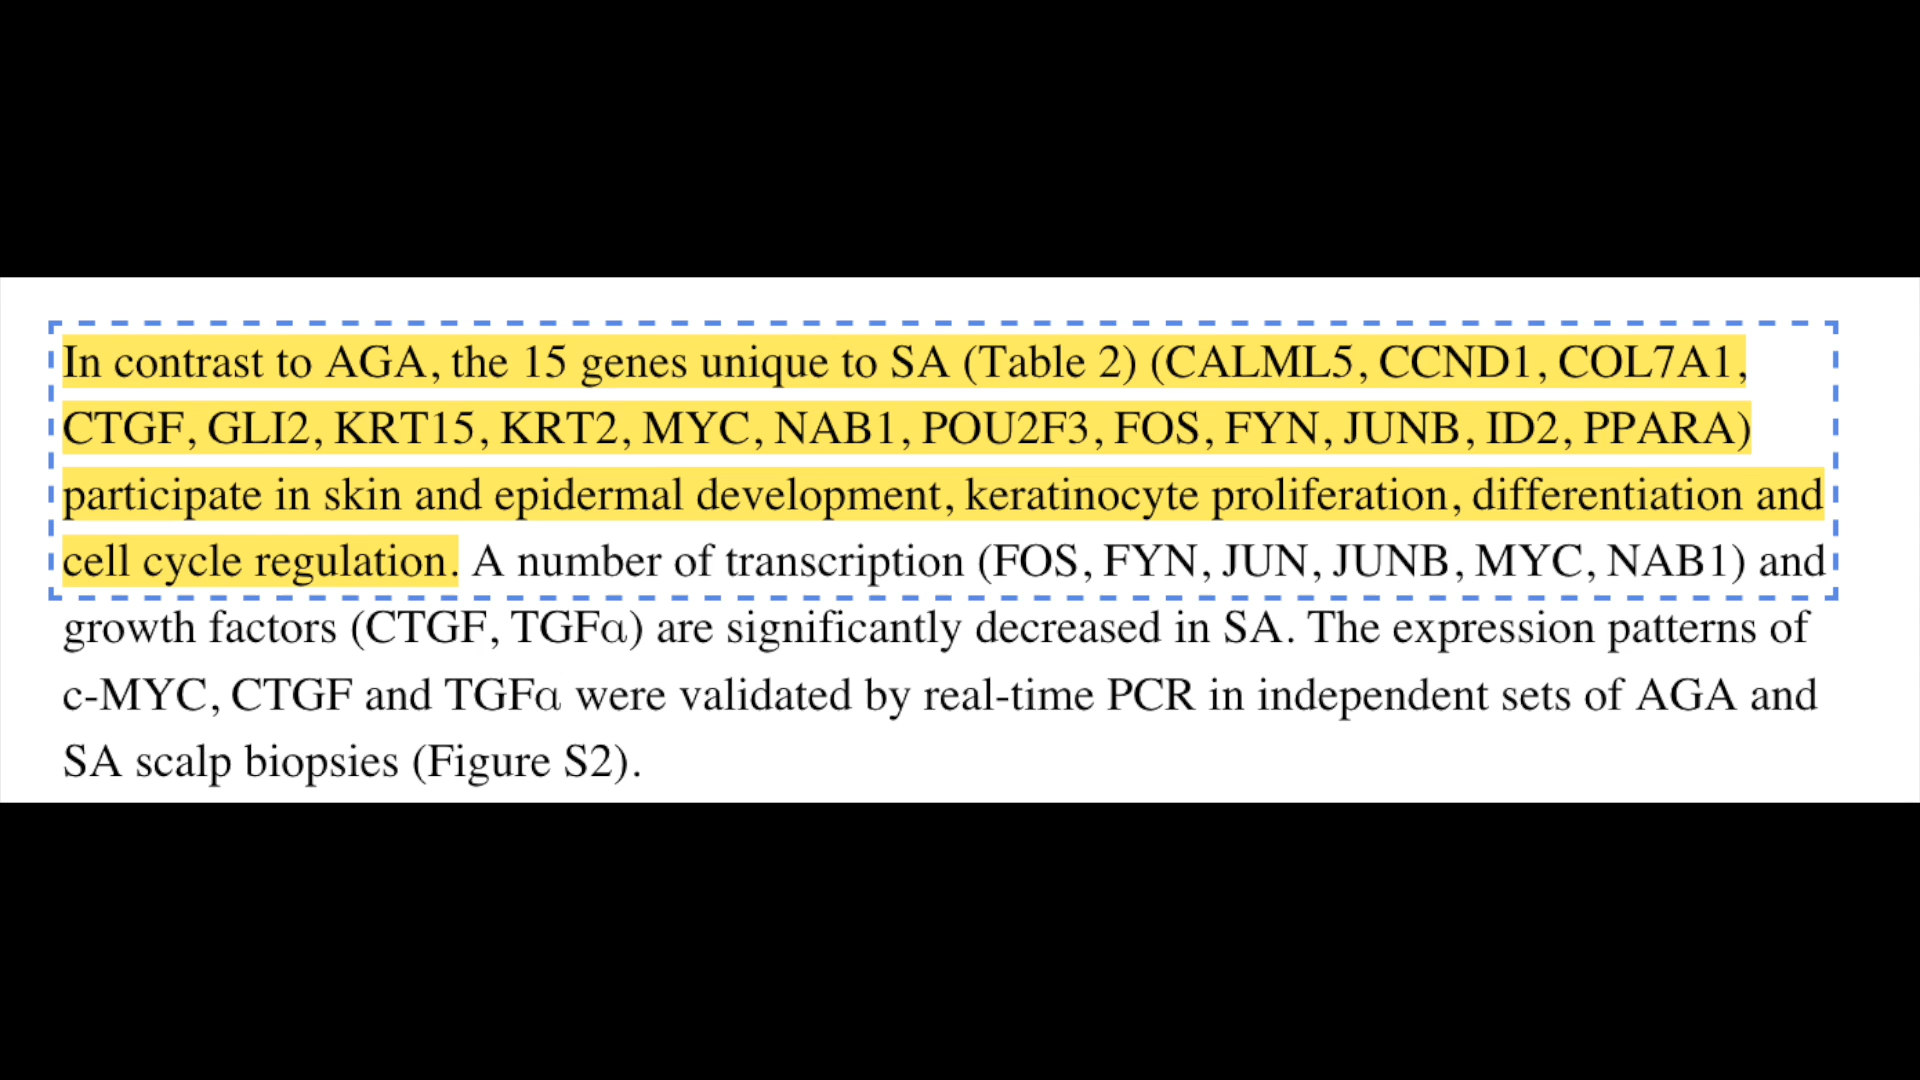 In contrast to AGA, the 15 genes unique to SA (Table 2) (CALML5, CCND1, COL7A1,
CTGF, GLI2, KRT15, KRT2, MYC, NAB1, POU2F3, FOS, FYN, JUNB, ID2, PPARA)
participate in skin and epidermal development, keratinocyte proliferation, differentiation and
cell cycle regulation. A number of transcription (FOS, FYN, JUN, JUNB, MYC, NAB1) and
growth factors (CTGF, TGFα) are significantly decreased in SA. The expression patterns of
c-MYC, CTGF and TGFα were validated by real-time PCR in independent sets of AGA and
SA scalp biopsies (Figure S2).